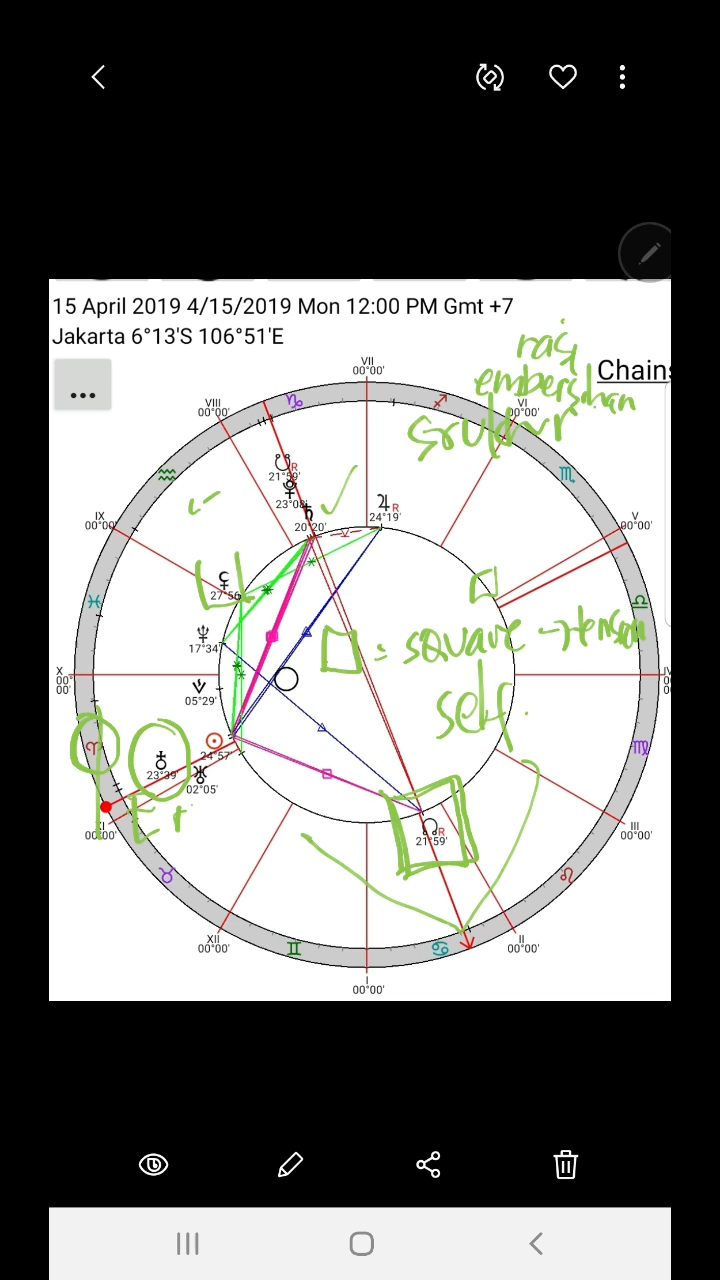 15 April 2019 4/15/2019 Mon 12:00 PM Gmt +7
Jakarta 6°13'S 106°51'E
...
Chains
VII
00°00'
VIII
00°00'
VI
00°00'
IX
00°00'
V
00°00'
R
21°59'
23°08'
20°20'
R
24°19'
27°56'
17°34'
X
00°
00'
05°29'
= square → tension
self.
24°57'
23°39'
02°05'
Er
XI
00°00'
III
00°00'
R
21°59'
XII
00°00'
II
00°00'
I
00°00'